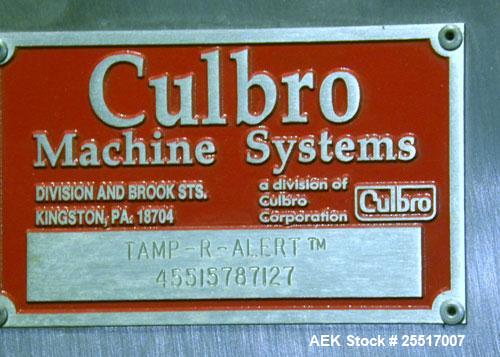 Culbro
Machine Systems
DIVISION AND BROOK STS.
KINGSTON, PA. 18704
a division of
Culbro
Corporation
Culbro
TAMP-R-ALERT™
45515787127
AEK Stock # 25517007